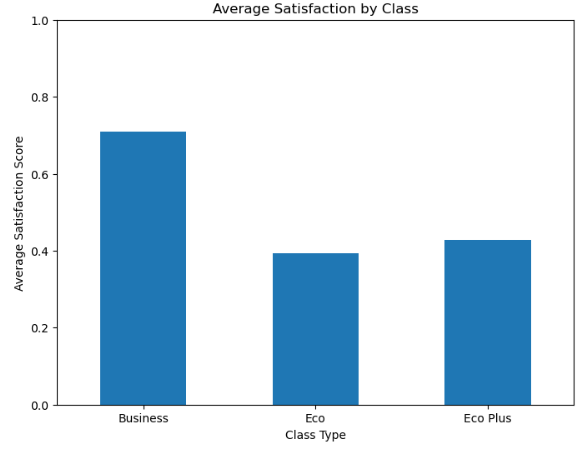 Average Satisfaction by Class
1.0
0.8
0.6
0.4
0.2
0.0
Average Satisfaction Score
Business Eco Eco Plus
Class Type